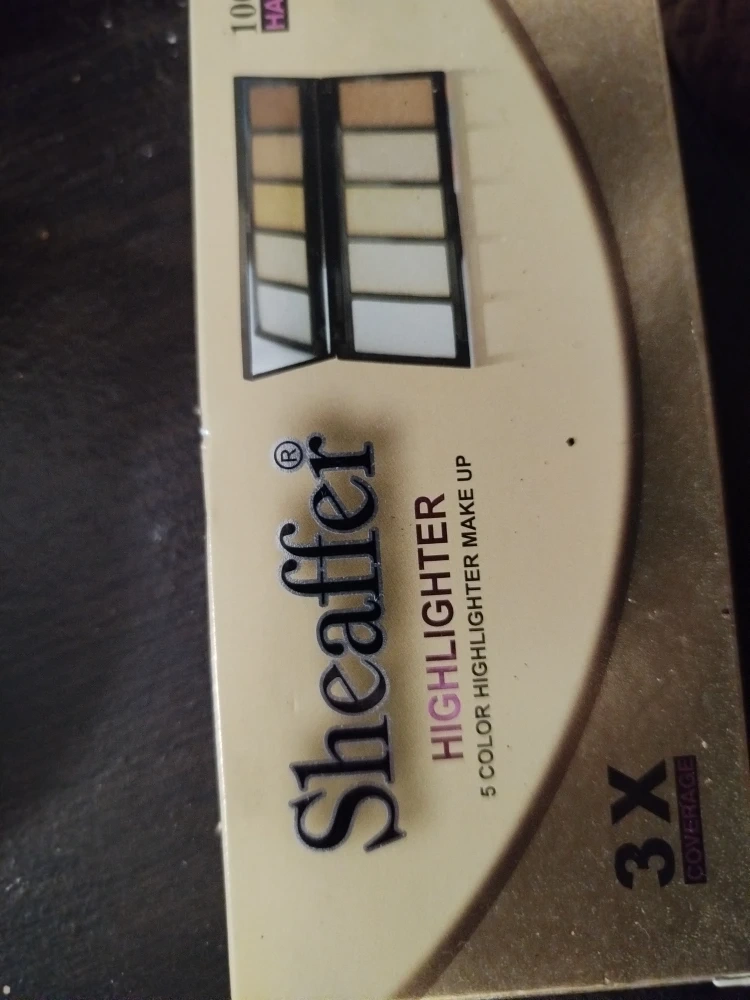 Sheaffer®
HIGHLIGHTER
5 COLOR HIGHLIGHTER MAKE UP
3X
COVERAGE